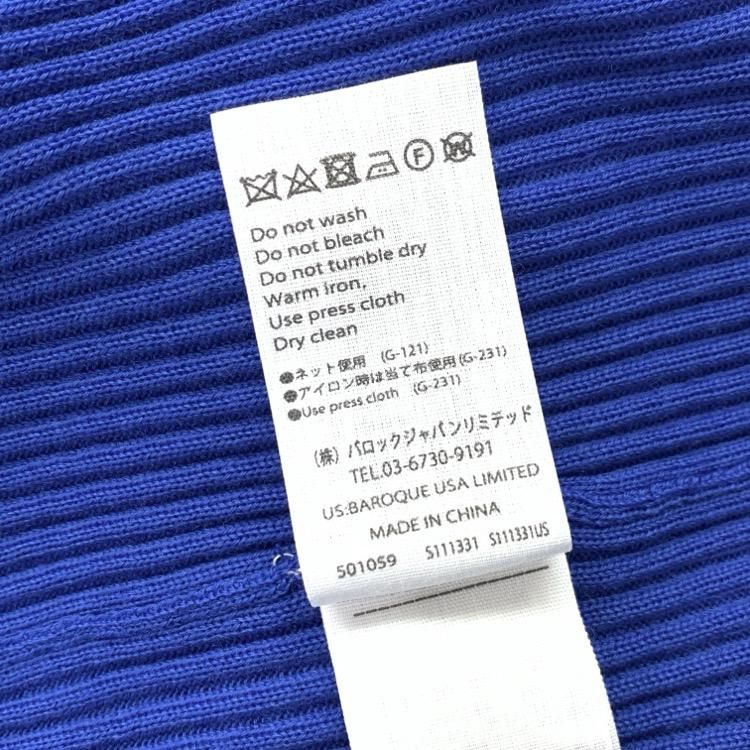 F W
Do not wash
Do not bleach
Do not tumble dry
Warm iron.
Use press cloth
Dry clean
●ネット使用 (G-121)
●アイロン時は当て布使用(G-231)
●Use press cloth (G-231)
(株) バロックジャパンリミテッド
TEL.03-6730-9191
US:BAROQUE USA LIMITED
MADE IN CHINA
501059 S111331 S111331US